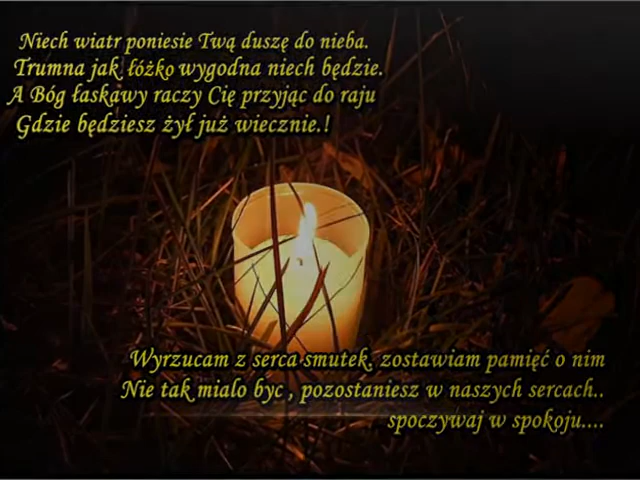 Niech wiatr poniesie Twą duszę do nieba.
Trumna jak łóżko wygodna niech będzie.
A Bóg łaskawy raczy Cię przyjąc do raju
Gdzie będziesz żył już wiecznie.!
Wyrzucam z serca smutek. zostawiam pamięć o nim
Nie tak mialo byc , pozostaniesz w naszych sercach..
spoczywaj w spokoju....